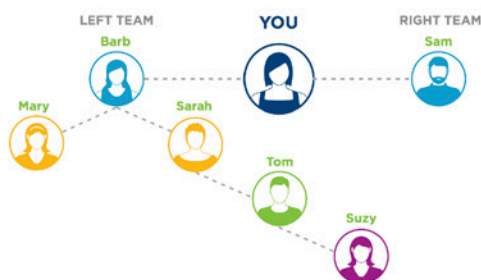 LEFT TEAM
YOU
RIGHT TEAM
Barb
Sam
Mary
Sarah
Tom
Suzy